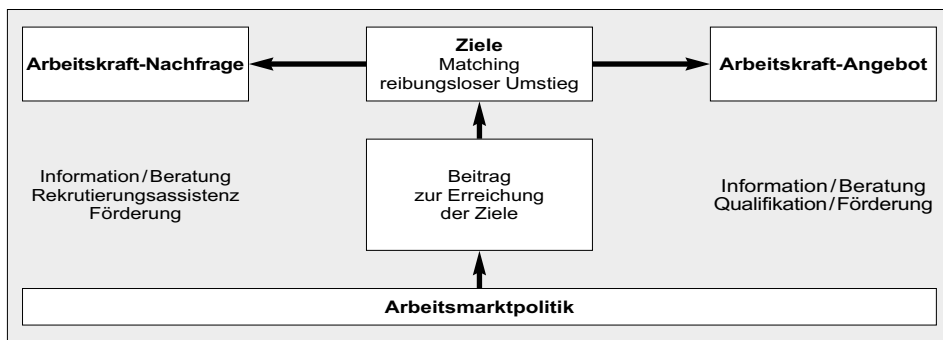 Arbeitskraft-Nachfrage
Ziele
Matching
reibungsloser Umstieg
Arbeitskraft-Angebot
Information/Beratung
Rekrutierungsassistenz
Förderung
Beitrag
zur Erreichung
der Ziele
Information/Beratung
Qualifikation/Förderung
Arbeitsmarktpolitik